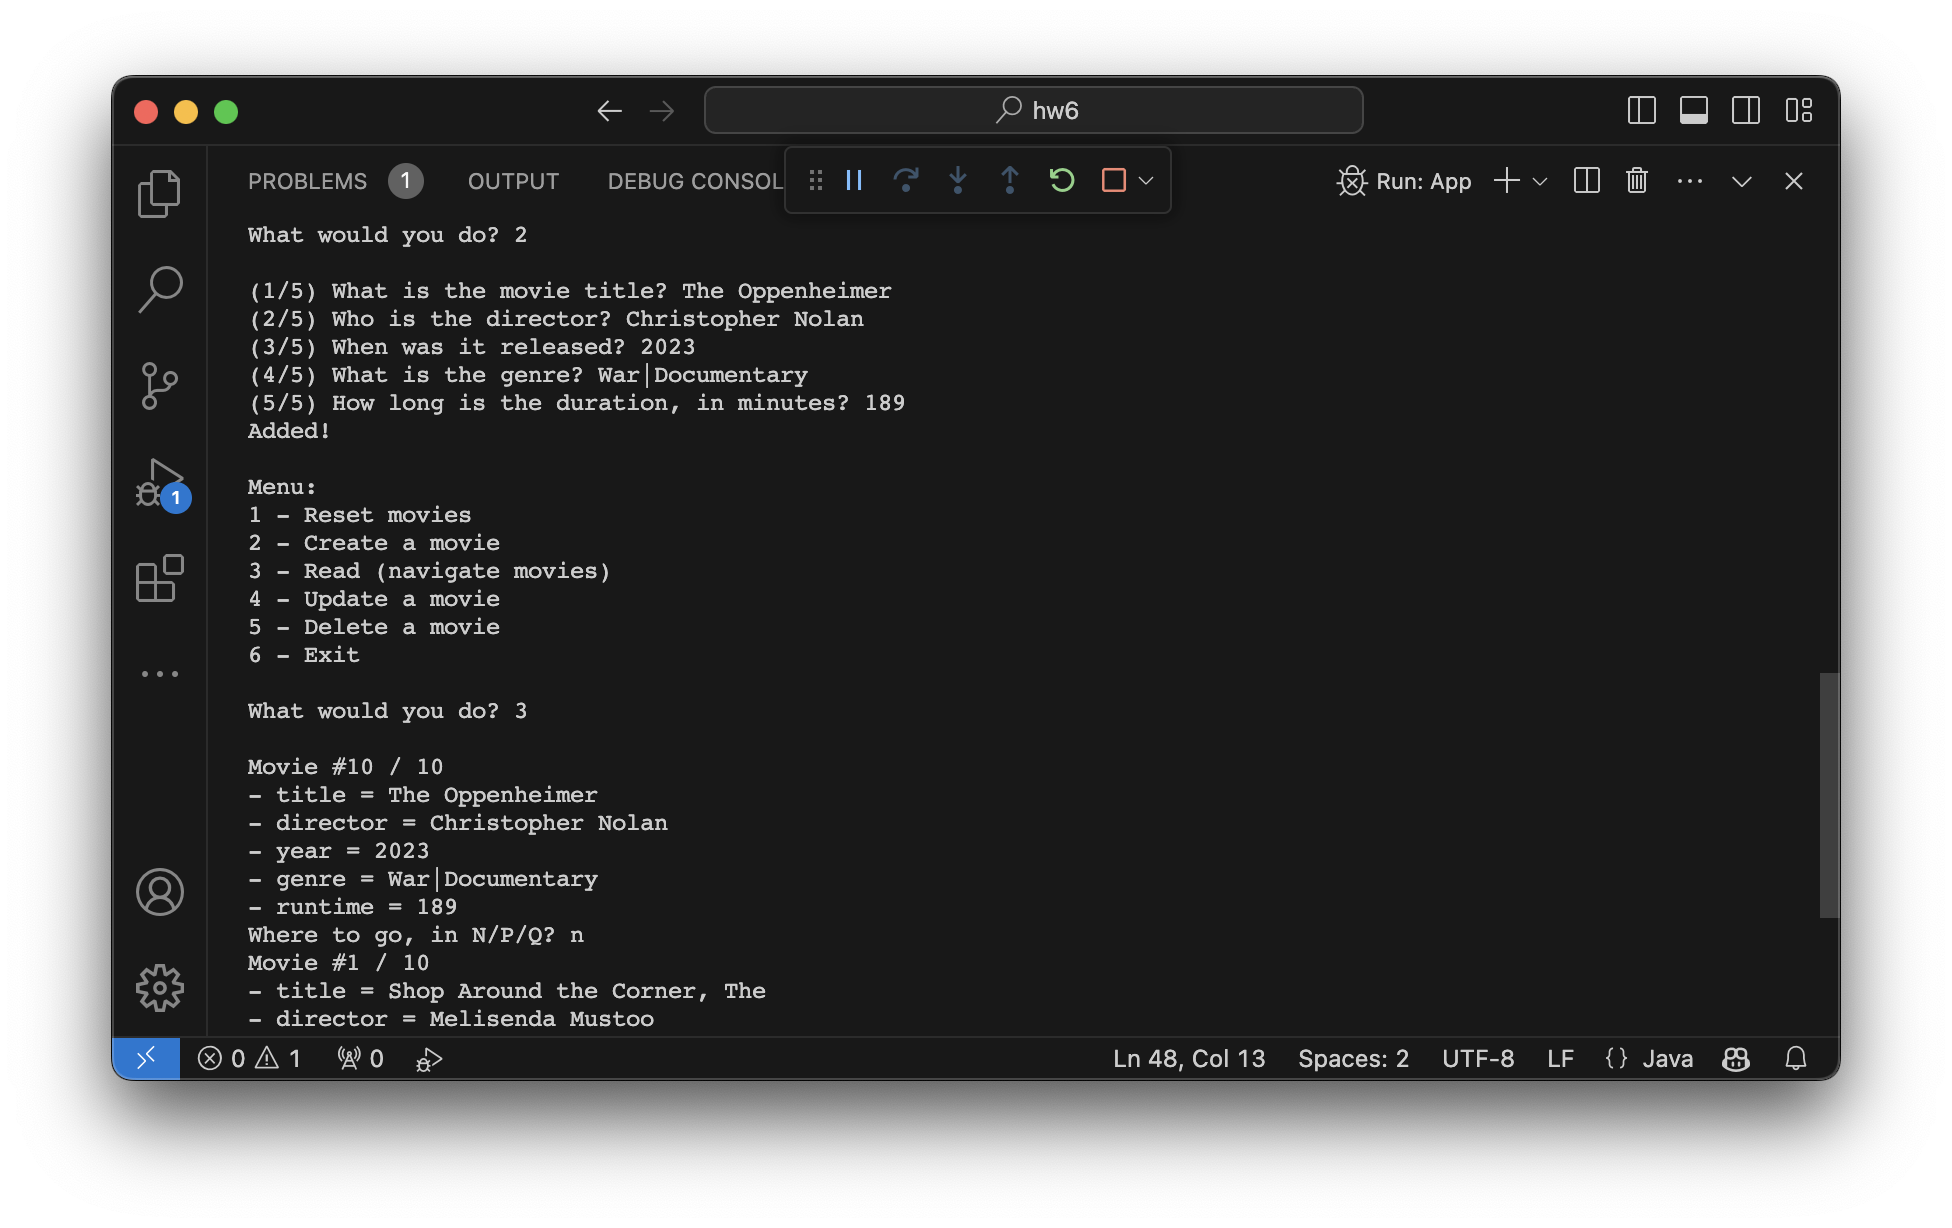 hw6
PROBLEMS 1 OUTPUT DEBUG CONSOL
Run: App
What would you do? 2
(1/5) What is the movie title? The Oppenheimer
(2/5) Who is the director? Christopher Nolan
(3/5) When was it released? 2023
(4/5) What is the genre? War|Documentary
(5/5) How long is the duration, in minutes? 189
Added!
Menu:
1 - Reset movies
2 - Create a movie
3 - Read (navigate movies)
4 - Update a movie
5 - Delete a movie
6 - Exit
What would you do? 3
Movie #10 / 10
- title = The Oppenheimer
- director = Christopher Nolan
- year = 2023
- genre = War|Documentary
- runtime = 189
Where to go, in N/P/Q? n
Movie #1 / 10
- title = Shop Around the Corner, The
- director = Melisenda Mustoo
1
0 1 0 Ln 48, Col 13 Spaces: 2 UTF-8 LF {} Java